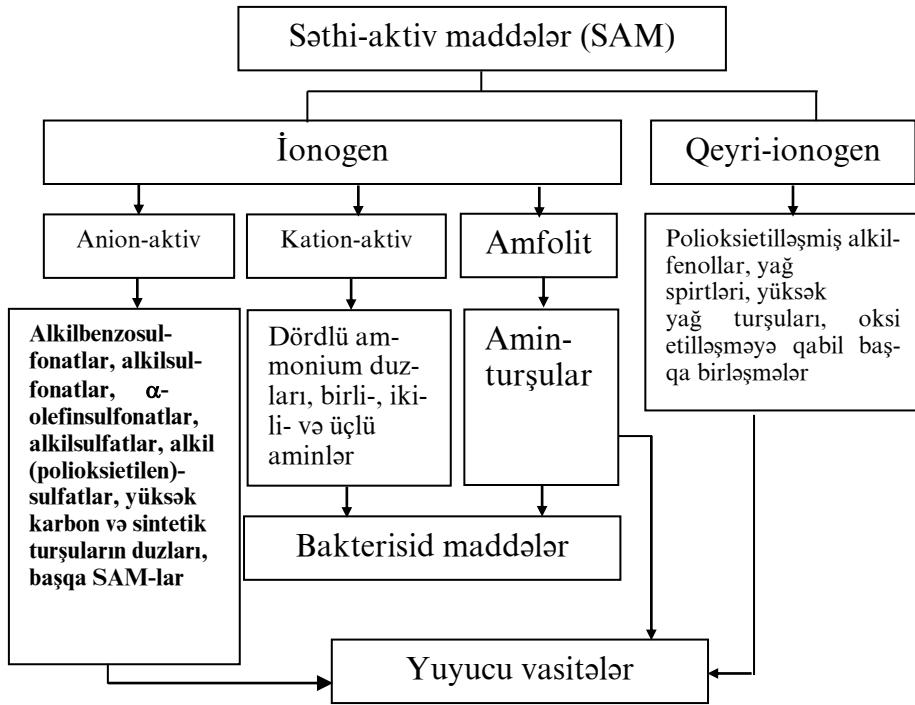 Səthi-aktiv maddələr (SAM)
İonogen
Qeyri-ionogen
Anion-aktiv
Kation-aktiv
Amfolit
Alkilbenzosul-
fonatlar, alkilsul-
fonatlar, α-
olefinsulfonatlar,
alkilsulfatlar, alkil
(polioksietilen)-
sulfatlar, yüksək
karbon və sintetik
turşuların duzları,
başqa SAM-lar
Dördlü am-
monium duz-
ları, birli-, iki-
li- və üçlü
aminlər
Amin-
turşular
Polioksietilləşmiş alkil-
fenollar, yağ
spirtləri, yüksək
yağ turşuları, oksi
etilləşməyə qabil baş-
qa birləşmələr
Bakterisid maddələr
Yuyucu vasitələr